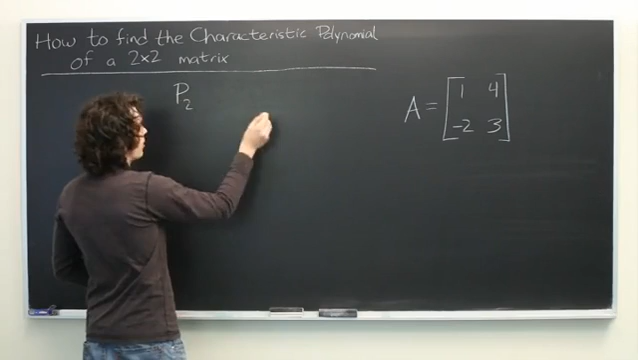 How to find the Characteristic Polynomial
of a 2x2 matrix
P₂
A = [ 1 4
-2 3 ]